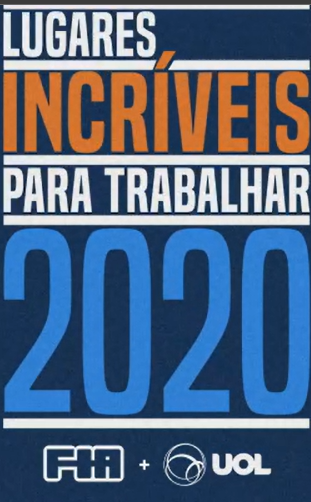 LUGARES
INCRÍVEIS
PARA TRABALHAR
2020
FIA + UOL